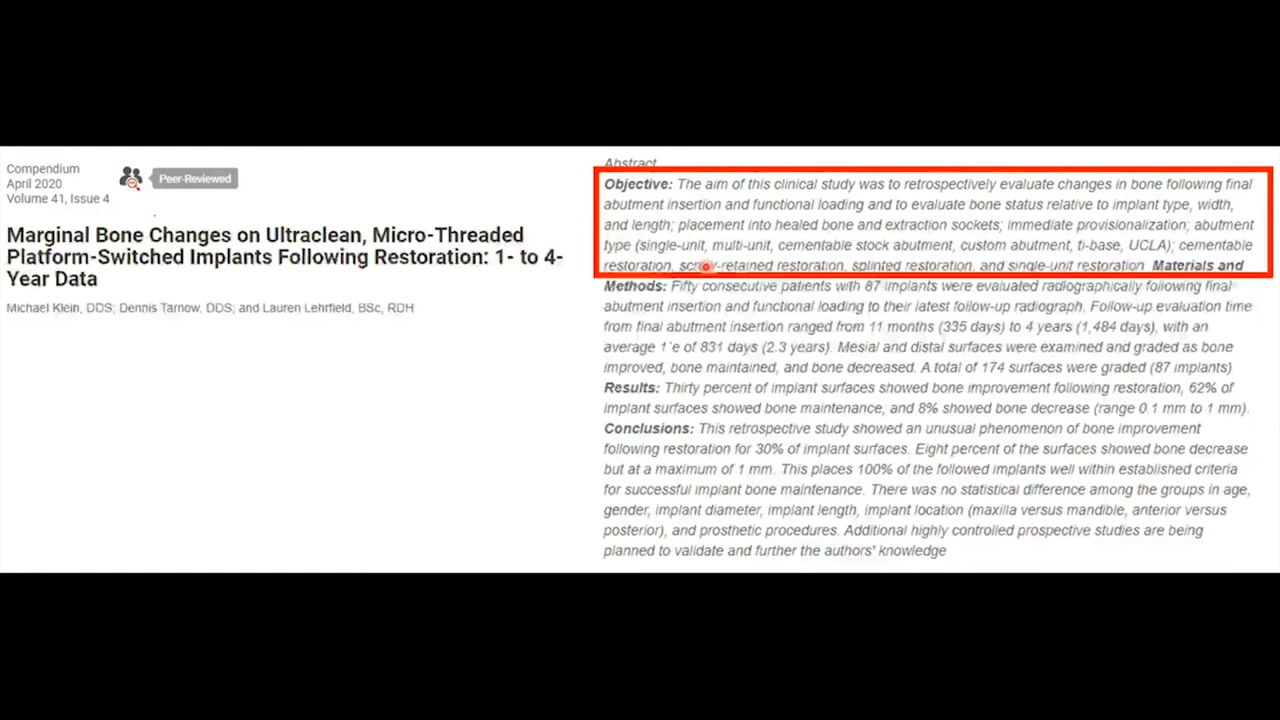 Compendium
April 2020
Volume 41, Issue 4
Peer-Reviewed
Marginal Bone Changes on Ultraclean, Micro-Threaded
Platform-Switched Implants Following Restoration: 1- to 4-
Year Data
Michael Klein, DDS; Dennis Tarnow, DDS; and Lauren Lehrfield, BSc, RDH
Abstract
Objective: The aim of this clinical study was to retrospectively evaluate changes in bone following final
abutment insertion and functional loading and to evaluate bone status relative to implant type, width,
and length; placement into healed bone and extraction sockets; immediate provisionalization; abutment
type (single-unit, multi-unit, cementable stock abutment, custom abutment, ti-base, UCLA); cementable
restoration, screw-retained restoration, splinted restoration, and single-unit restoration Materials and
Methods: Fifty consecutive patients with 87 implants were evaluated radiographically following final
abutment insertion and functional loading to their latest follow-up radiograph. Follow-up evaluation time
from final abutment insertion ranged from 11 months (335 days) to 4 years (1,484 days), with an
average of 831 days (2.3 years). Mesial and distal surfaces were examined and graded as bone
improved, bone maintained, and bone decreased. A total of 174 surfaces were graded (87 implants)
Results: Thirty percent of implant surfaces showed bone improvement following restoration, 62% of
implant surfaces showed bone maintenance, and 8% showed bone decrease (range 0.1 mm to 1 mm).
Conclusions: This retrospective study showed an unusual phenomenon of bone improvement
following restoration for 30% of implant surfaces. Eight percent of the surfaces showed bone decrease
but at a maximum of 1 mm. This places 100% of the followed implants well within established criteria
for successful implant bone maintenance. There was no statistical difference among the groups in age,
gender, implant diameter, implant length, implant location (maxilla versus mandible, anterior versus
posterior), and prosthetic procedures. Additional highly controlled prospective studies are being
planned to validate and further the authors' knowledge